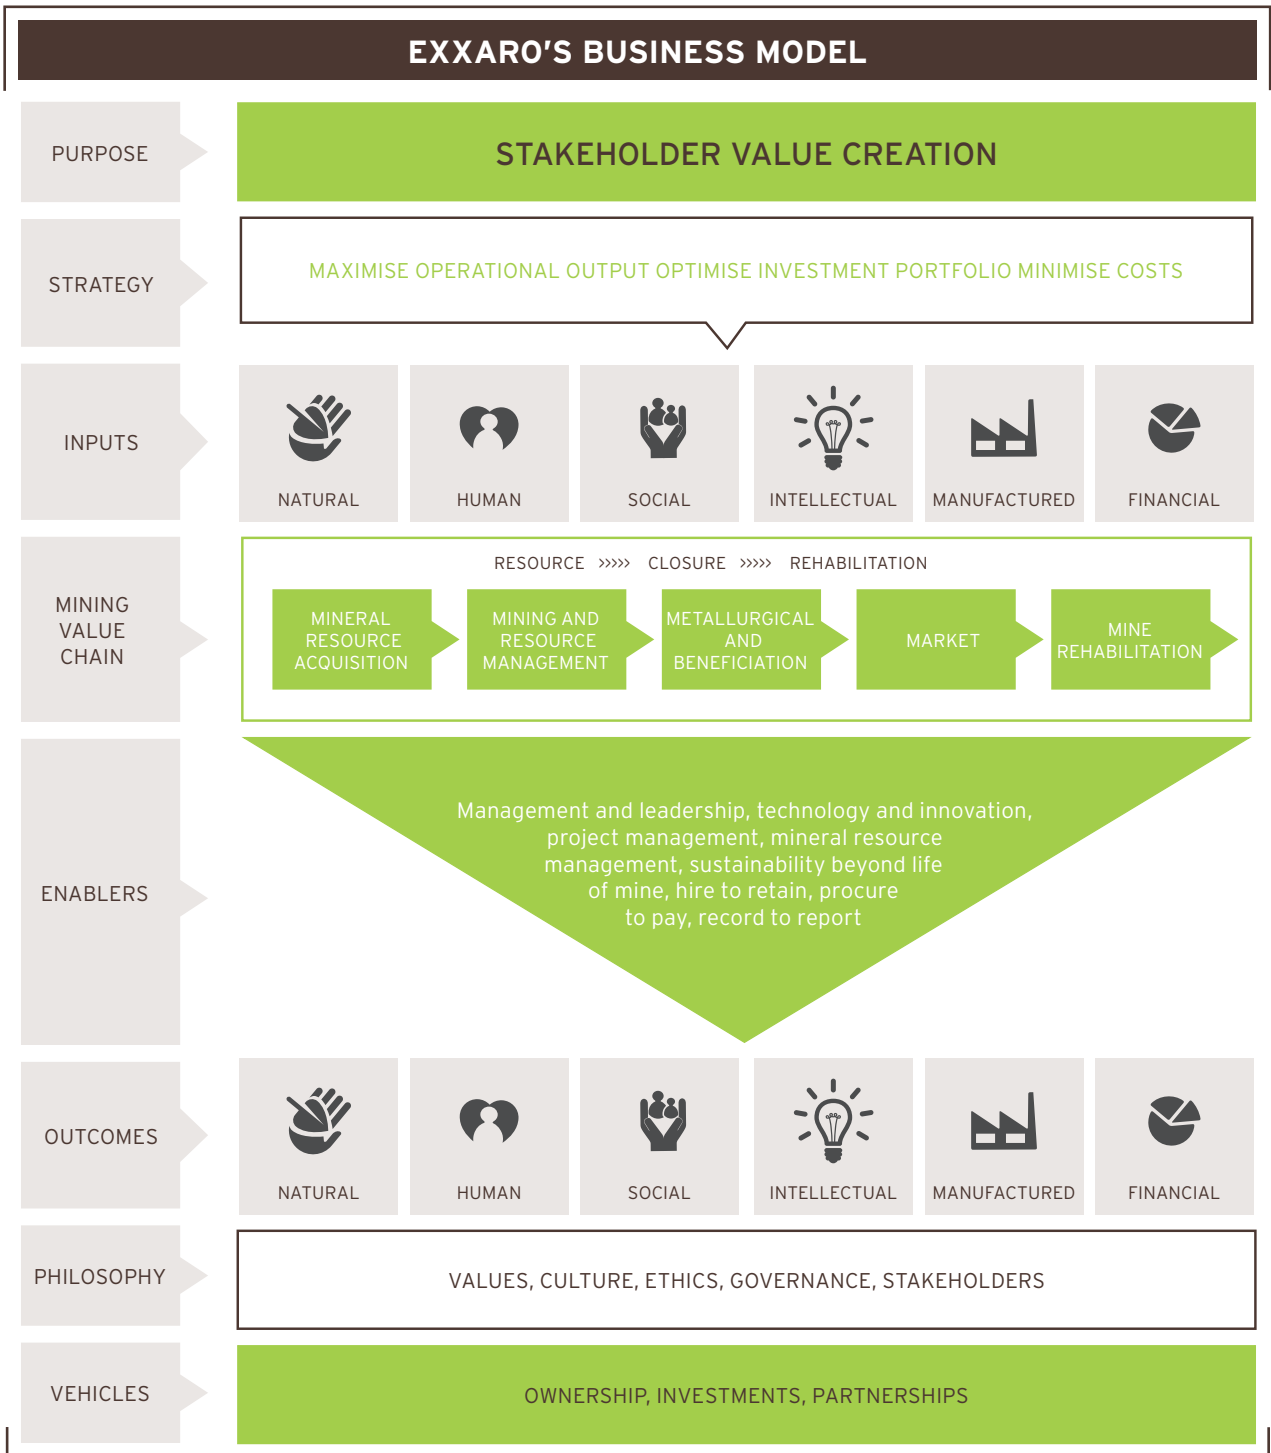 EXXARO'S BUSINESS MODEL
PURPOSE
STAKEHOLDER VALUE CREATION
STRATEGY
MAXIMISE OPERATIONAL OUTPUT OPTIMISE INVESTMENT PORTFOLIO MINIMISE COSTS
INPUTS
NATURAL
HUMAN
SOCIAL
INTELLECTUAL
MANUFACTURED
FINANCIAL
MINING
VALUE
CHAIN
RESOURCE >>>>> CLOSURE >>>>> REHABILITATION
MINERAL
RESOURCE
ACQUISITION
MINING AND
RESOURCE
MANAGEMENT
METALLURGICAL
AND
BENEFICIATION
MARKET
MINE
REHABILITATION
ENABLERS
Management and leadership, technology and innovation,
project management, mineral resource
management, sustainability beyond life
of mine, hire to retain, procure
to pay, record to report
OUTCOMES
NATURAL
HUMAN
SOCIAL
INTELLECTUAL
MANUFACTURED
FINANCIAL
PHILOSOPHY
VALUES, CULTURE, ETHICS, GOVERNANCE, STAKEHOLDERS
VEHICLES
OWNERSHIP, INVESTMENTS, PARTNERSHIPS